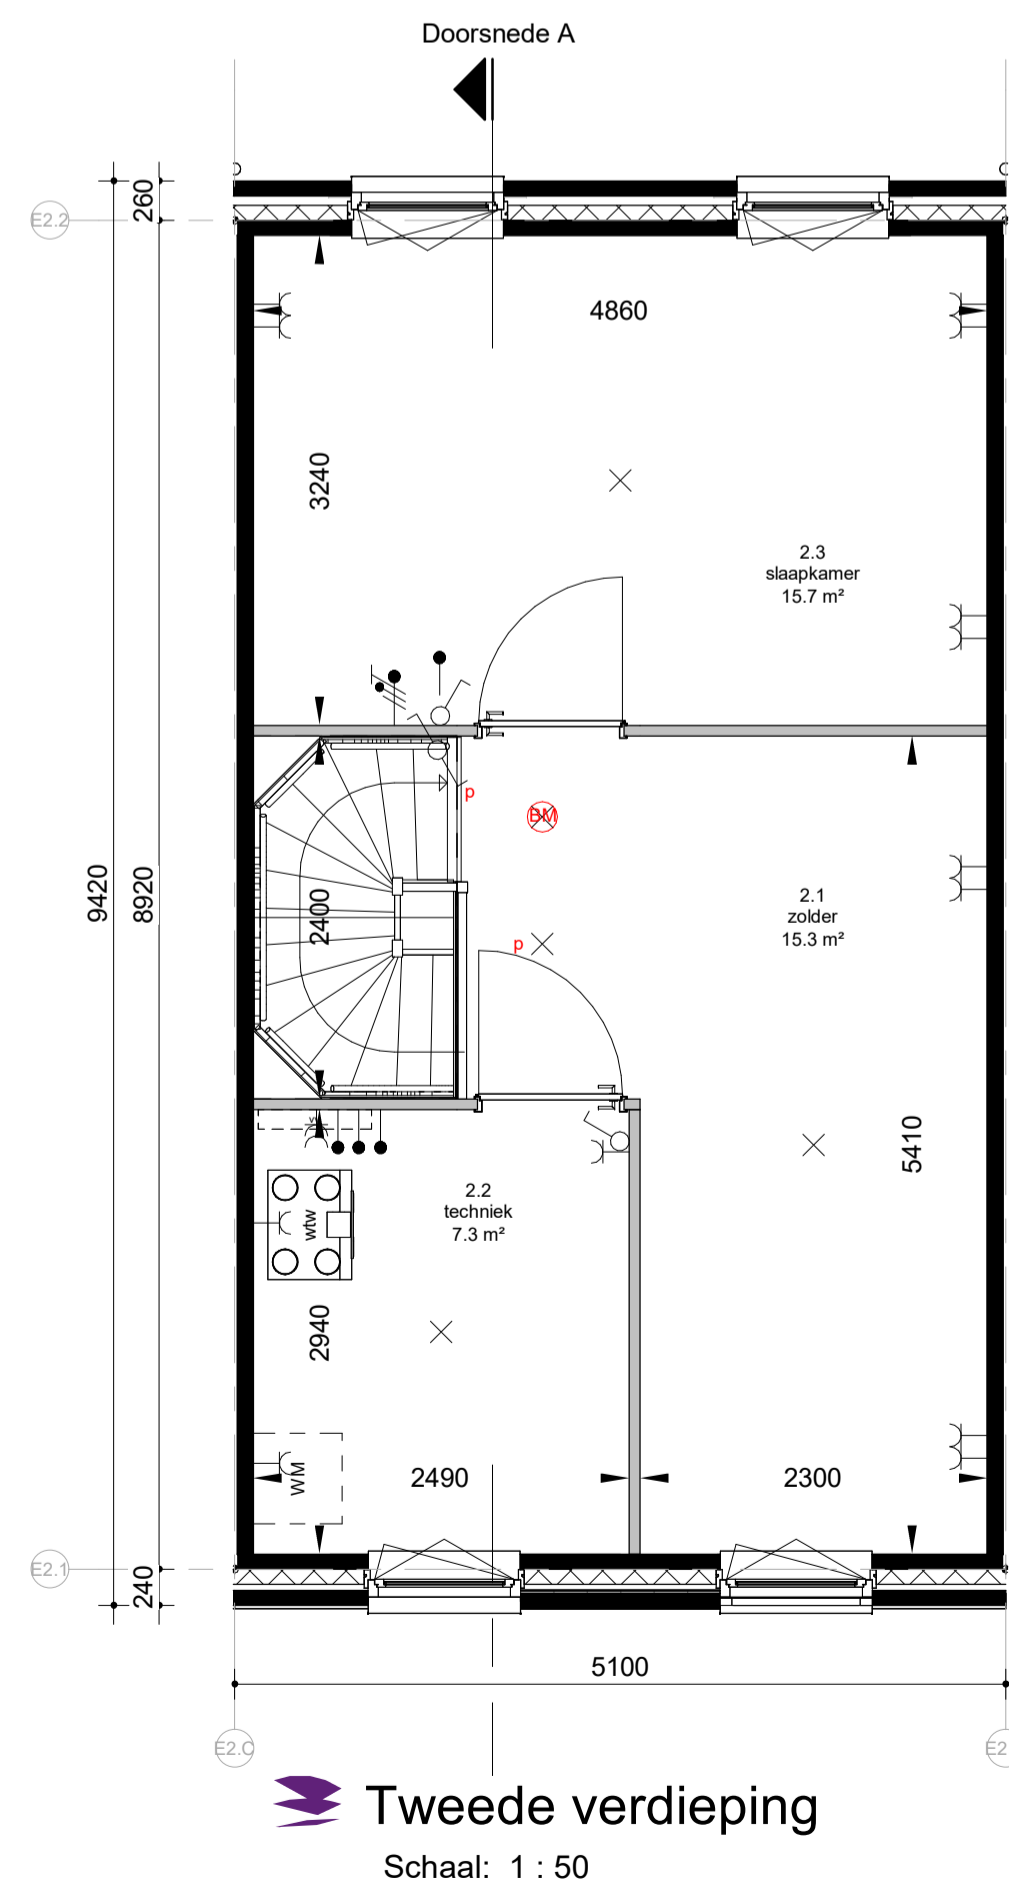 Doorsnede A
260
E2.2
4860
3240
2.3
slaapkamer
15.7 m²
p
BM
9420
8920
2400
2.1
zolder
15.3 m²
p
5410
2.2
techniek
7.3 m²
wtw
2940
WM
2490
2300
E2.1
240
5100
E2.C
E2
Tweede verdieping
Schaal: 1 : 50